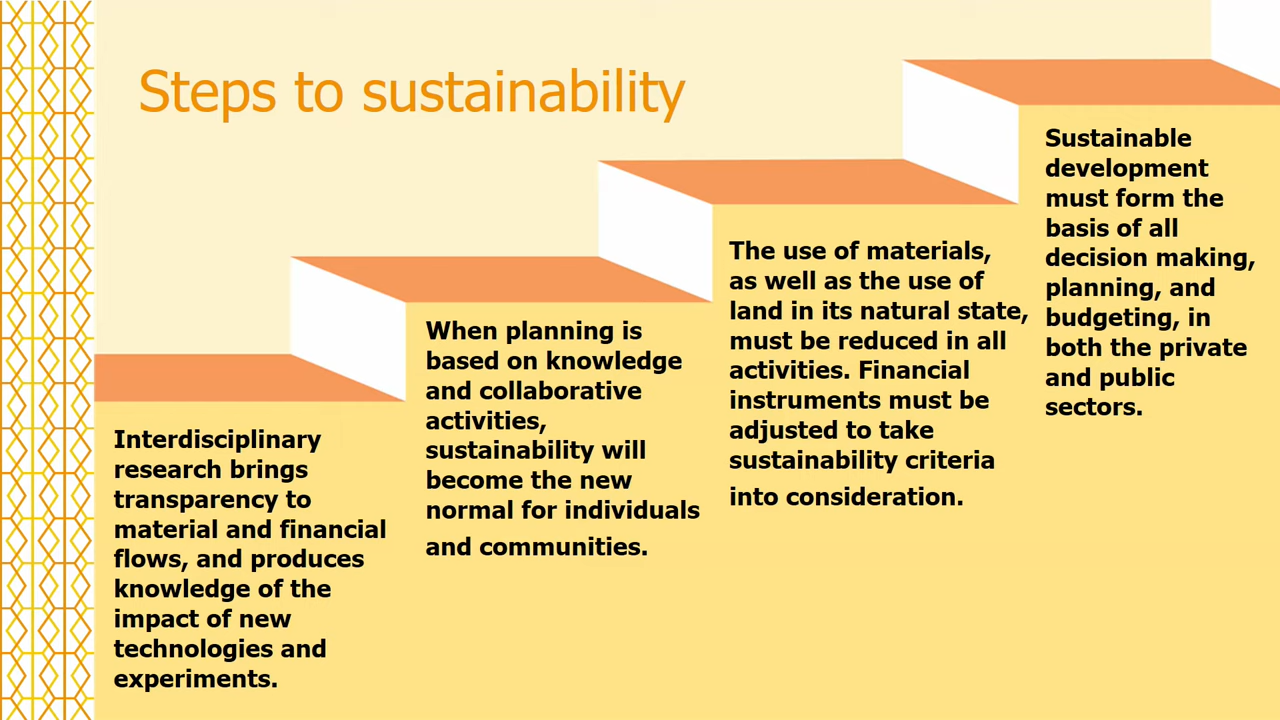 Steps to sustainability
Interdisciplinary
research brings
transparency to
material and financial
flows, and produces
knowledge of the
impact of new
technologies and
experiments.
When planning is
based on knowledge
and collaborative
activities,
sustainability will
become the new
normal for individuals
and communities.
The use of materials,
as well as the use of
land in its natural state,
must be reduced in all
activities. Financial
instruments must be
adjusted to take
sustainability criteria
into consideration.
Sustainable
development
must form the
basis of all
decision making,
planning, and
budgeting, in
both the private
and public
sectors.